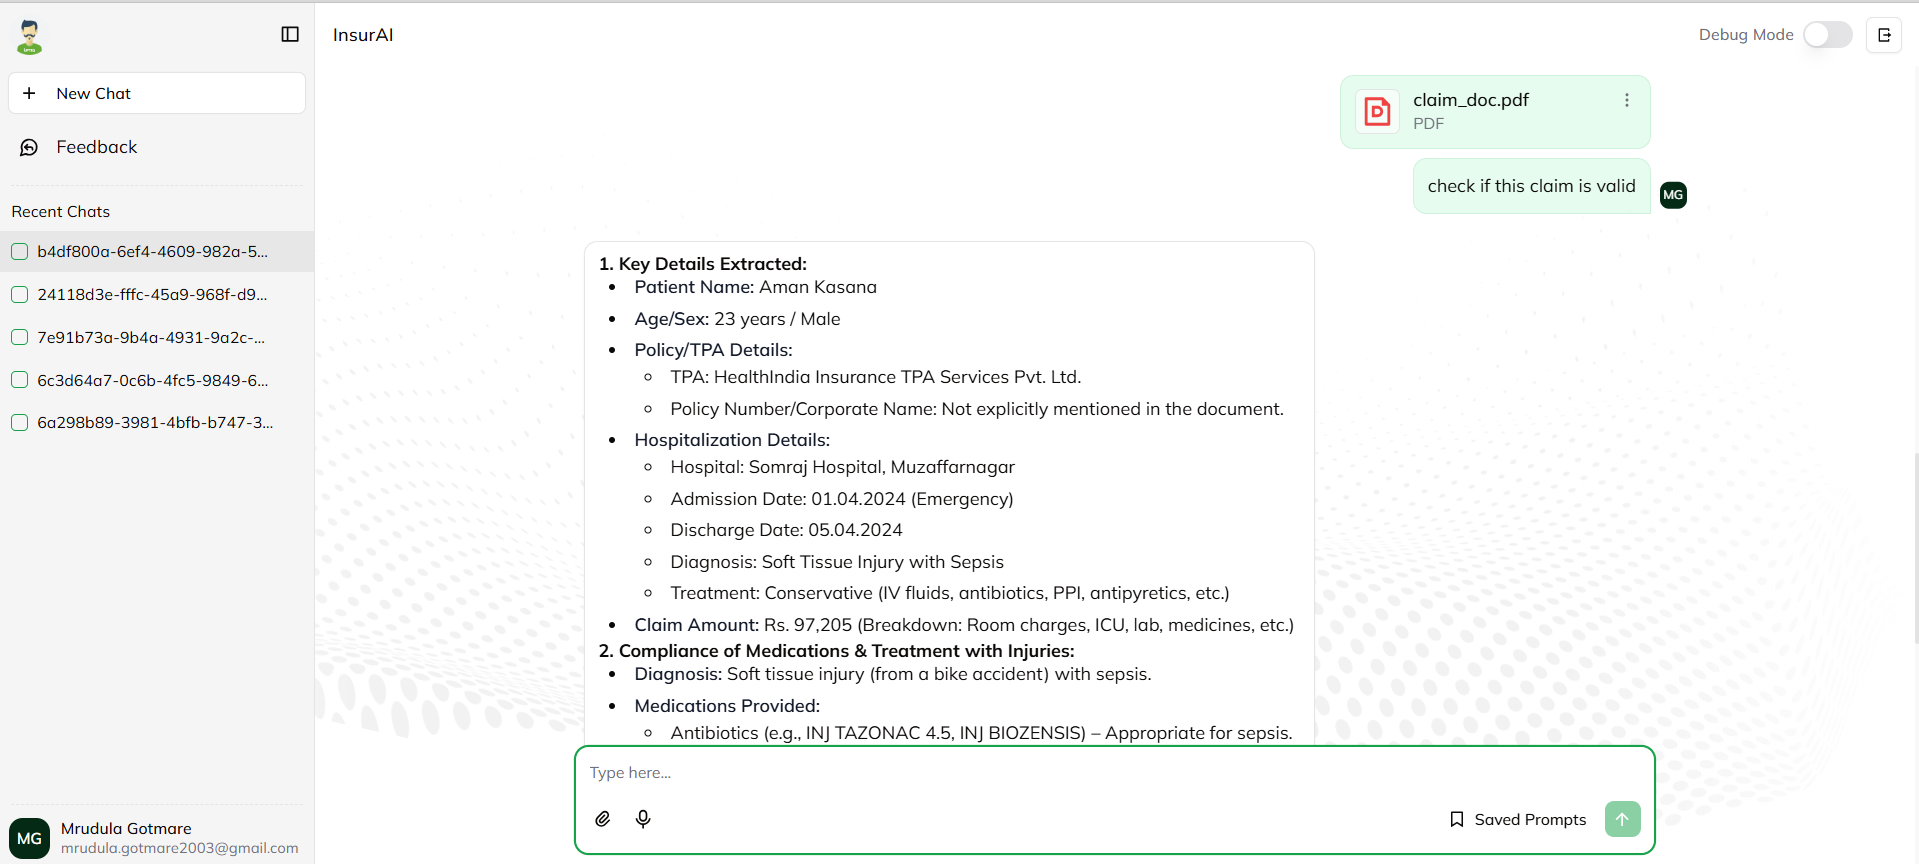 InsurAI
Debug Mode
New Chat
Feedback
Recent Chats
b4df800a-6ef4-4609-982a-5...
24118d3e-fffc-45a9-968f-d9...
7e91b73a-9b4a-4931-9a2c-...
6c3d64a7-0c6b-4fc5-9849-6...
6a298b89-3981-4bfb-b747-3...
MG
Mrudula Gotmare
mrudula.gotmare2003@gmail.com
claim_doc.pdf
PDF
check if this claim is valid
MG
1. Key Details Extracted:
• Patient Name: Aman Kasana
• Age/Sex: 23 years / Male
• Policy/TPA Details:
◦ TPA: HealthIndia Insurance TPA Services Pvt. Ltd.
◦ Policy Number/Corporate Name: Not explicitly mentioned in the document.
• Hospitalization Details:
◦ Hospital: Somraj Hospital, Muzaffarnagar
◦ Admission Date: 01.04.2024 (Emergency)
◦ Discharge Date: 05.04.2024
◦ Diagnosis: Soft Tissue Injury with Sepsis
◦ Treatment: Conservative (IV fluids, antibiotics, PPI, antipyretics, etc.)
• Claim Amount: Rs. 97,205 (Breakdown: Room charges, ICU, lab, medicines, etc.)
2. Compliance of Medications & Treatment with Injuries:
• Diagnosis: Soft tissue injury (from a bike accident) with sepsis.
• Medications Provided:
◦ Antibiotics (e.g., INJ TAZONAC 4.5, INJ BIOZENSIS) – Appropriate for sepsis.
Type here...
Saved Prompts